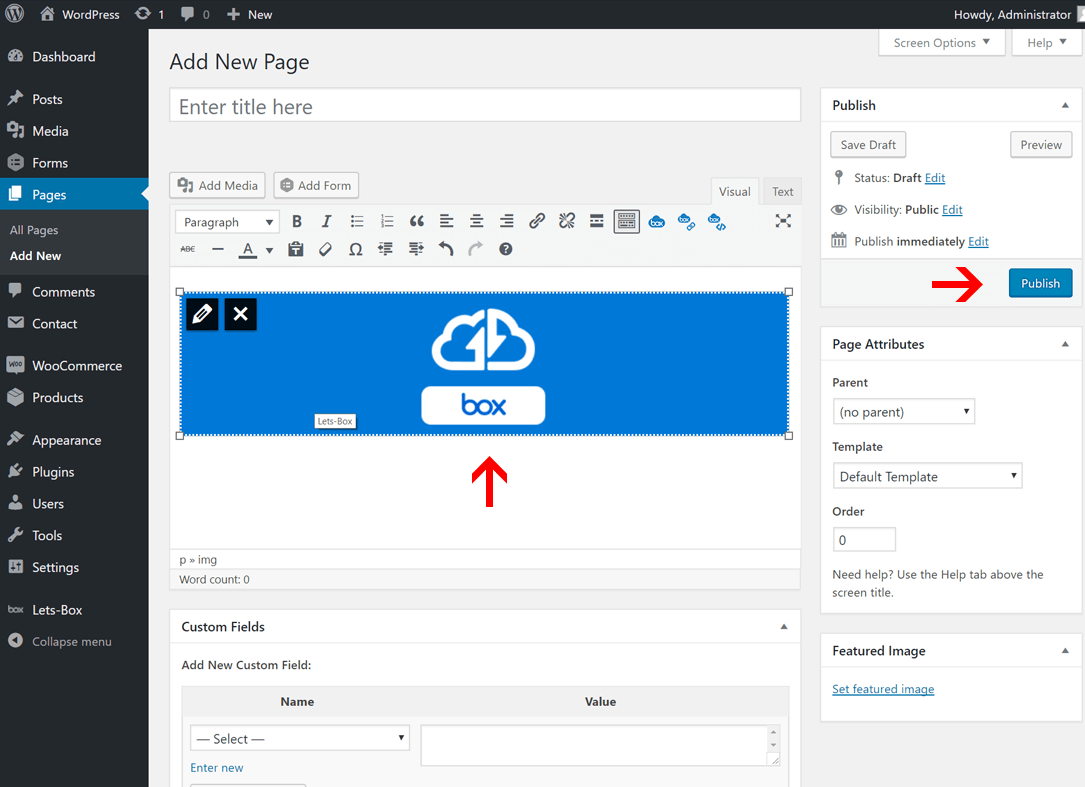 WordPress 1 0 New Howdy, Administrator
Screen Options Help
Dashboard
Posts
Media
Forms
Pages
All Pages
Add New
Comments
Contact
WooCommerce
Products
Appearance
Plugins
Users
Tools
Settings
box Lets-Box
Collapse menu
Add New Page
Enter title here
Add Media Add Form
Visual Text
Paragraph B I
ABC A Ω
box
Lets-Box
p » img
Word count: 0
Custom Fields
Add New Custom Field:
Name Value
— Select —
Enter new
Publish
Save Draft Preview
Status: Draft Edit
Visibility: Public Edit
Publish immediately Edit
Publish
Page Attributes
Parent
(no parent)
Template
Default Template
Order
0
Need help? Use the Help tab above the
screen title.
Featured Image
Set featured image